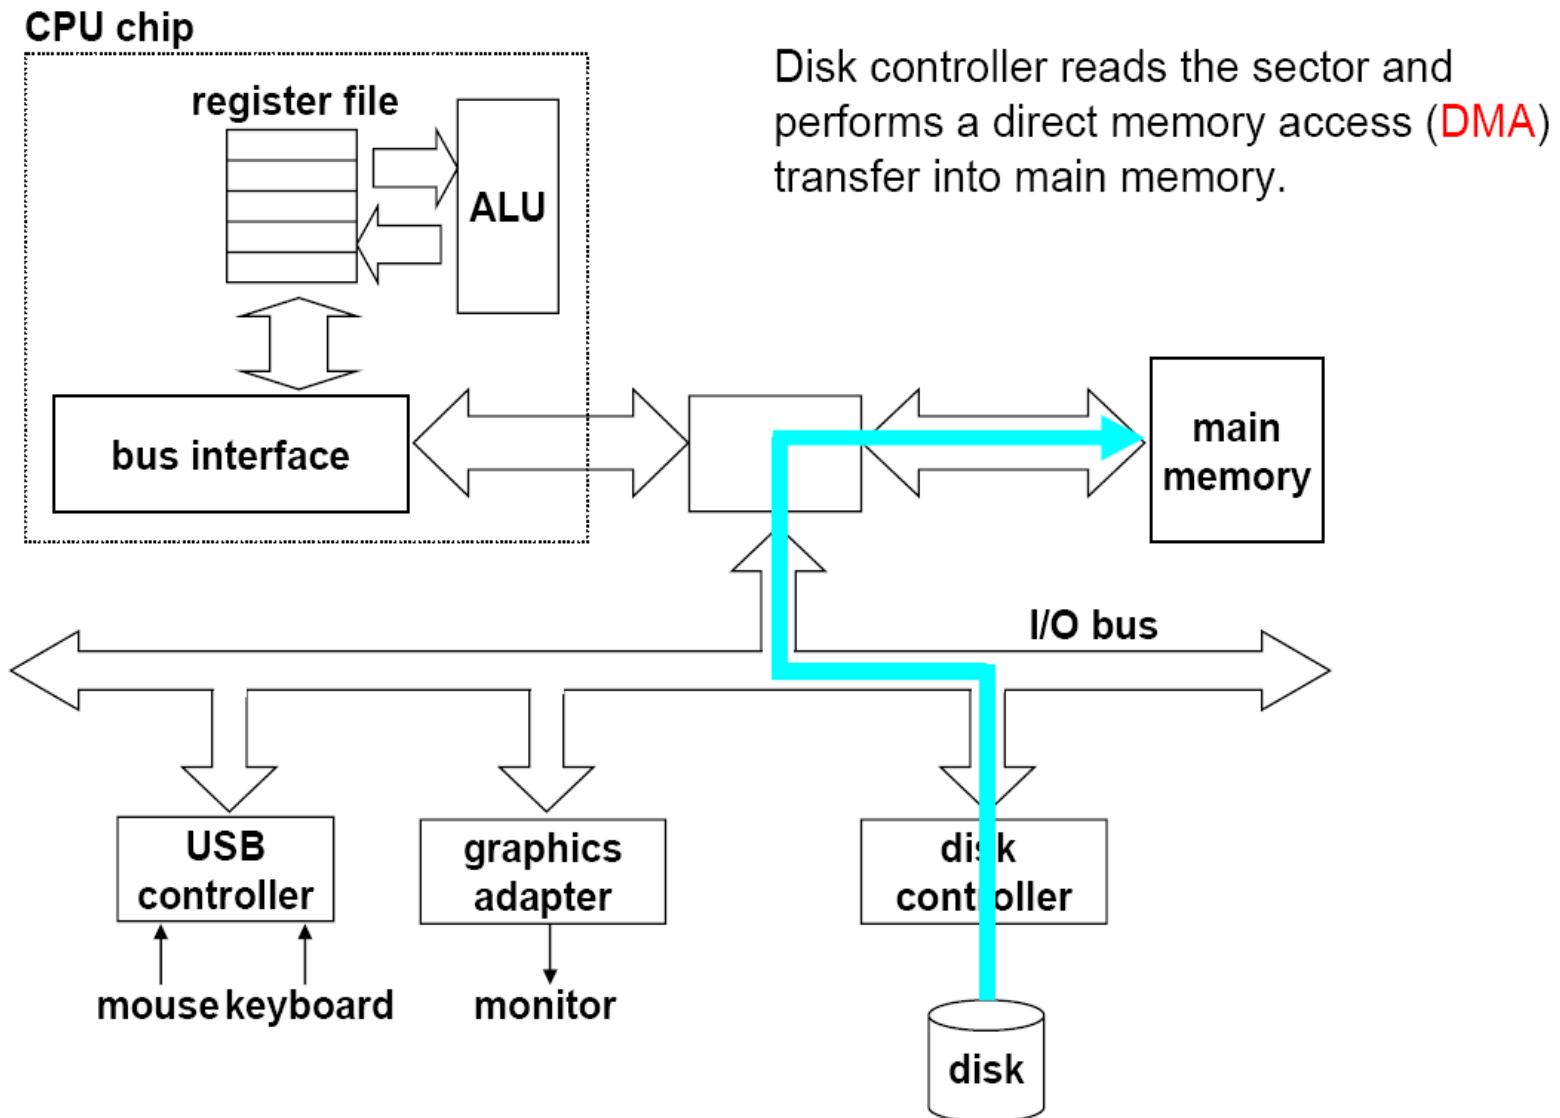 CPU chip
Disk controller reads the sector and
performs a direct memory access (DMA)
transfer into main memory.
register file
ALU
bus interface
main
memory
I/O bus
USB
controller
graphics
adapter
disk
controller
mouse
keyboard
monitor
disk